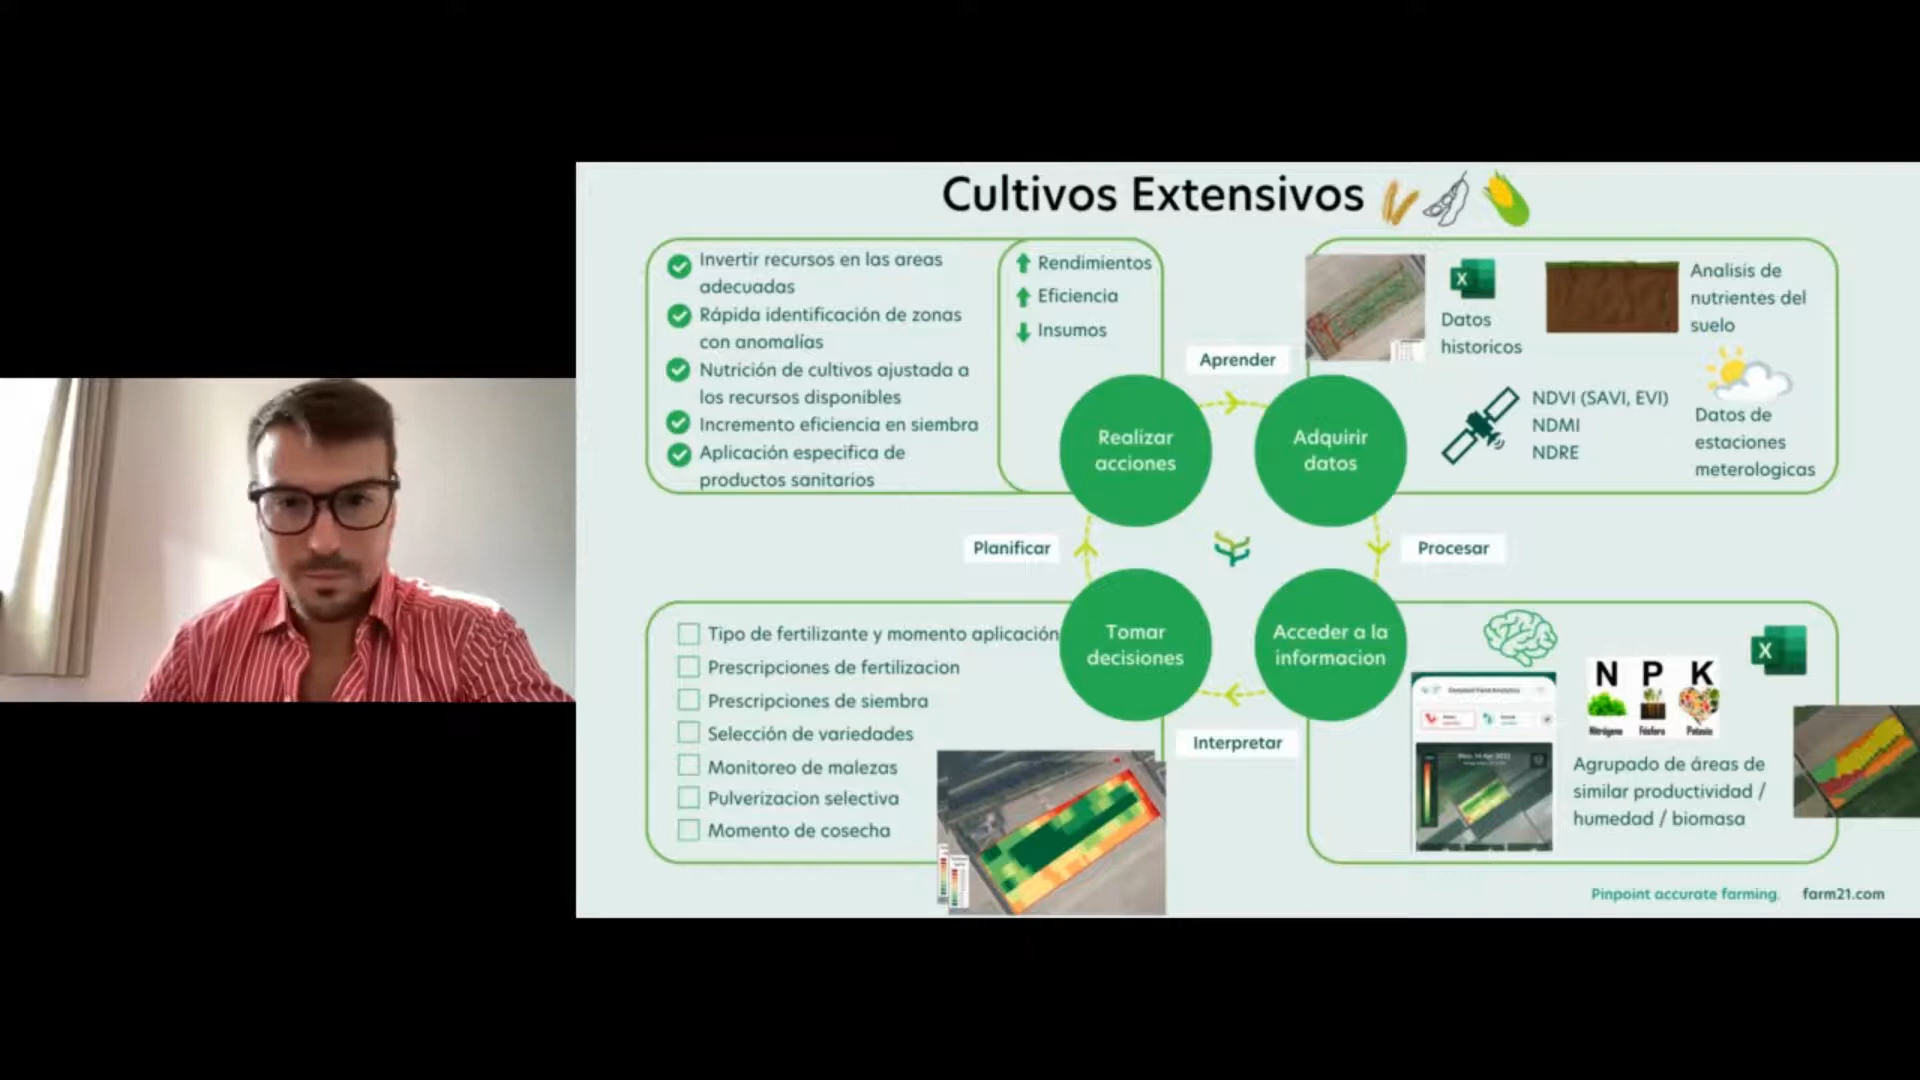 Cultivos Extensivos
Invertir recursos en las areas
adecuadas
Rápida identificación de zonas
con anomalías
Nutrición de cultivos ajustada a
los recursos disponibles
Incremento eficiencia en siembra
Aplicación especifica de
productos sanitarios
Rendimientos
Eficiencia
Insumos
Aprender
Datos
historicos
Analisis de
nutrientes del
suelo
NDVI (SAVI, EVI)
NDMI
NDRE
Datos de
estaciones
meterologicas
Realizar
acciones
Adquirir
datos
Planificar
Procesar
Tomar
decisiones
Acceder a la
informacion
Interpretar
Tipo de fertilizante y momento aplicación
Prescripciones de fertilizacion
Prescripciones de siembra
Selección de variedades
Monitoreo de malezas
Pulverizacion selectiva
Momento de cosecha
X
X
N P K
Nitrógeno Fósforo Potasio
Agrupado de áreas de
similar productividad /
humedad / biomasa
Pinpoint accurate farming. farm21.com